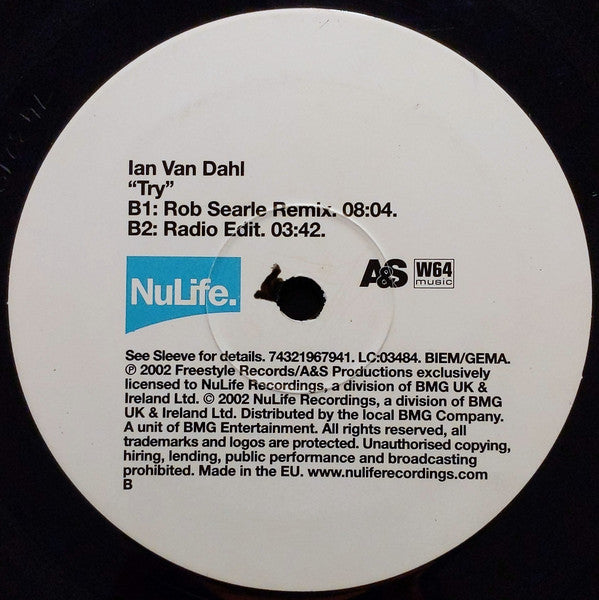 Ian Van Dahl
“Try”
B1: Rob Searle Remix. 08:04.
B2: Radio Edit. 03:42.
NuLife.
A&S W64 music
See Sleeve for details. 74321967941. LC:03484. BIEM/GEMA.
℗ 2002 Freestyle Records/A&S Productions exclusively
licensed to NuLife Recordings, a division of BMG UK &
Ireland Ltd. © 2002 NuLife Recordings, a division of BMG
UK & Ireland Ltd. Distributed by the local BMG Company.
A unit of BMG Entertainment. All rights reserved, all
trademarks and logos are protected. Unauthorised copying,
hiring, lending, public performance and broadcasting
prohibited. Made in the EU. www.nuliferecordings.com
B